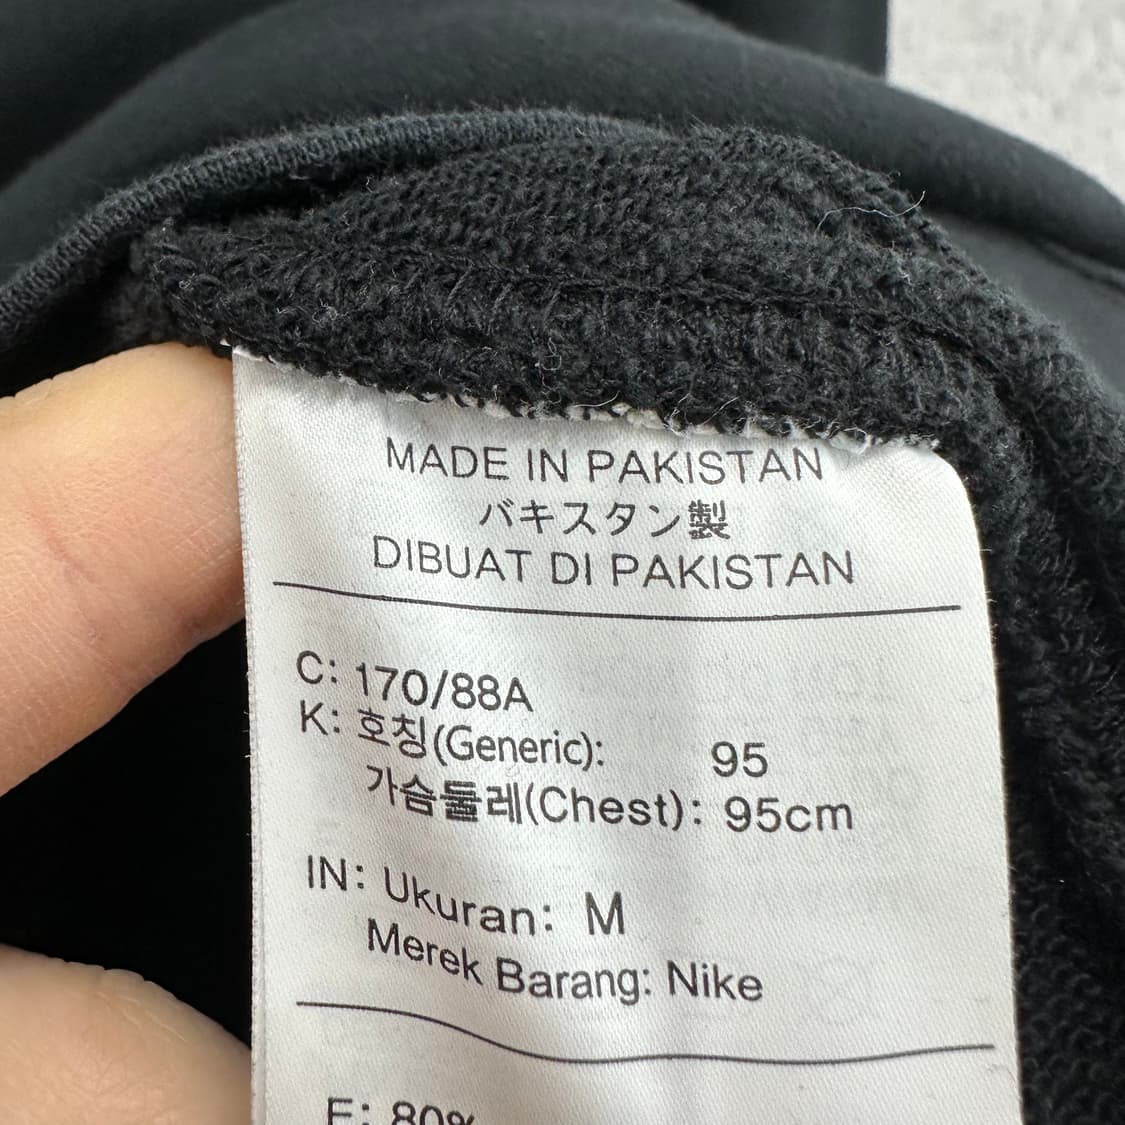 MADE IN PAKISTAN
パキスタン製
DIBUAT DI PAKISTAN
C: 170/88A
K: 호칭(Generic): 95
가슴둘레(Chest): 95cm
IN: Ukuran: M
Merek Barang: Nike
E: 80%